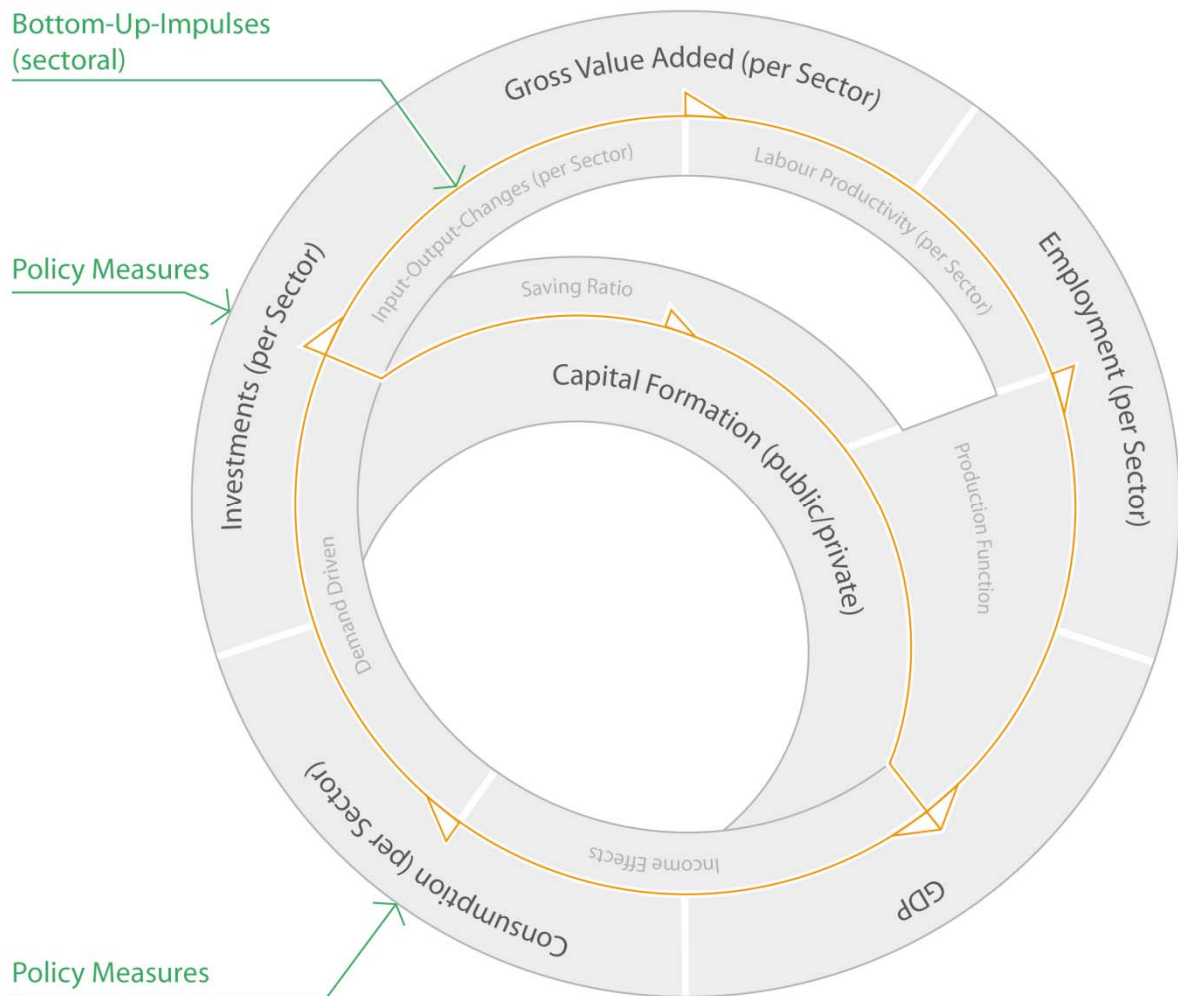 Bottom-Up-Impulses
(sectoral)
Gross Value Added (per Sector)
Input-Output-Changes (per Sector)
Labour Productivity (per Sector)
Policy Measures
Investments (per Sector)
Employment (per Sector)
Saving Ratio
Capital Formation (public/private)
Production Function
Demand Driven
Income Effects
Consumption (per Sector)
GDP
Policy Measures